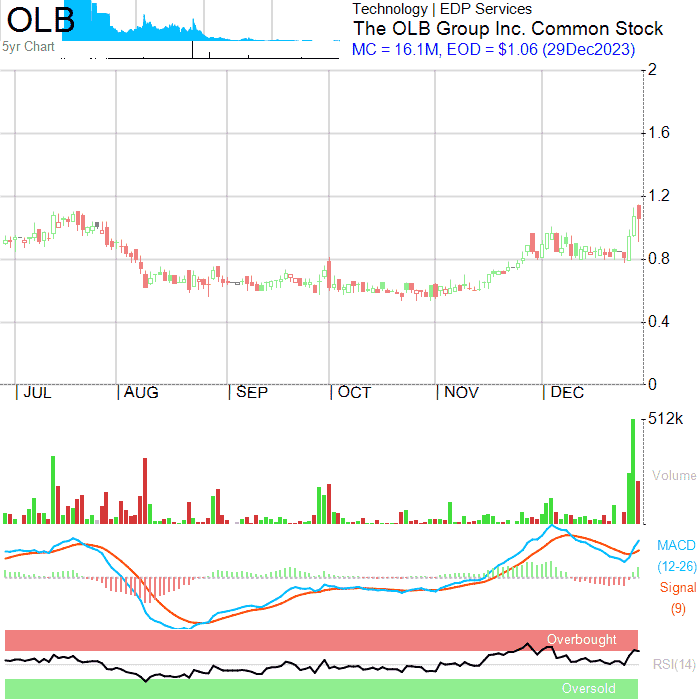 OLB
5yr Chart
Technology | EDP Services
The OLB Group Inc. Common Stock
MC = 16.1M, EOD = $1.06 (29Dec2023)
2
1.6
1.2
0.8
0.4
0
| JUL | AUG | SEP | OCT | NOV | DEC
512k
Volume
MACD
(12-26)
Signal
(9)
Overbought
RSI(14)
Oversold